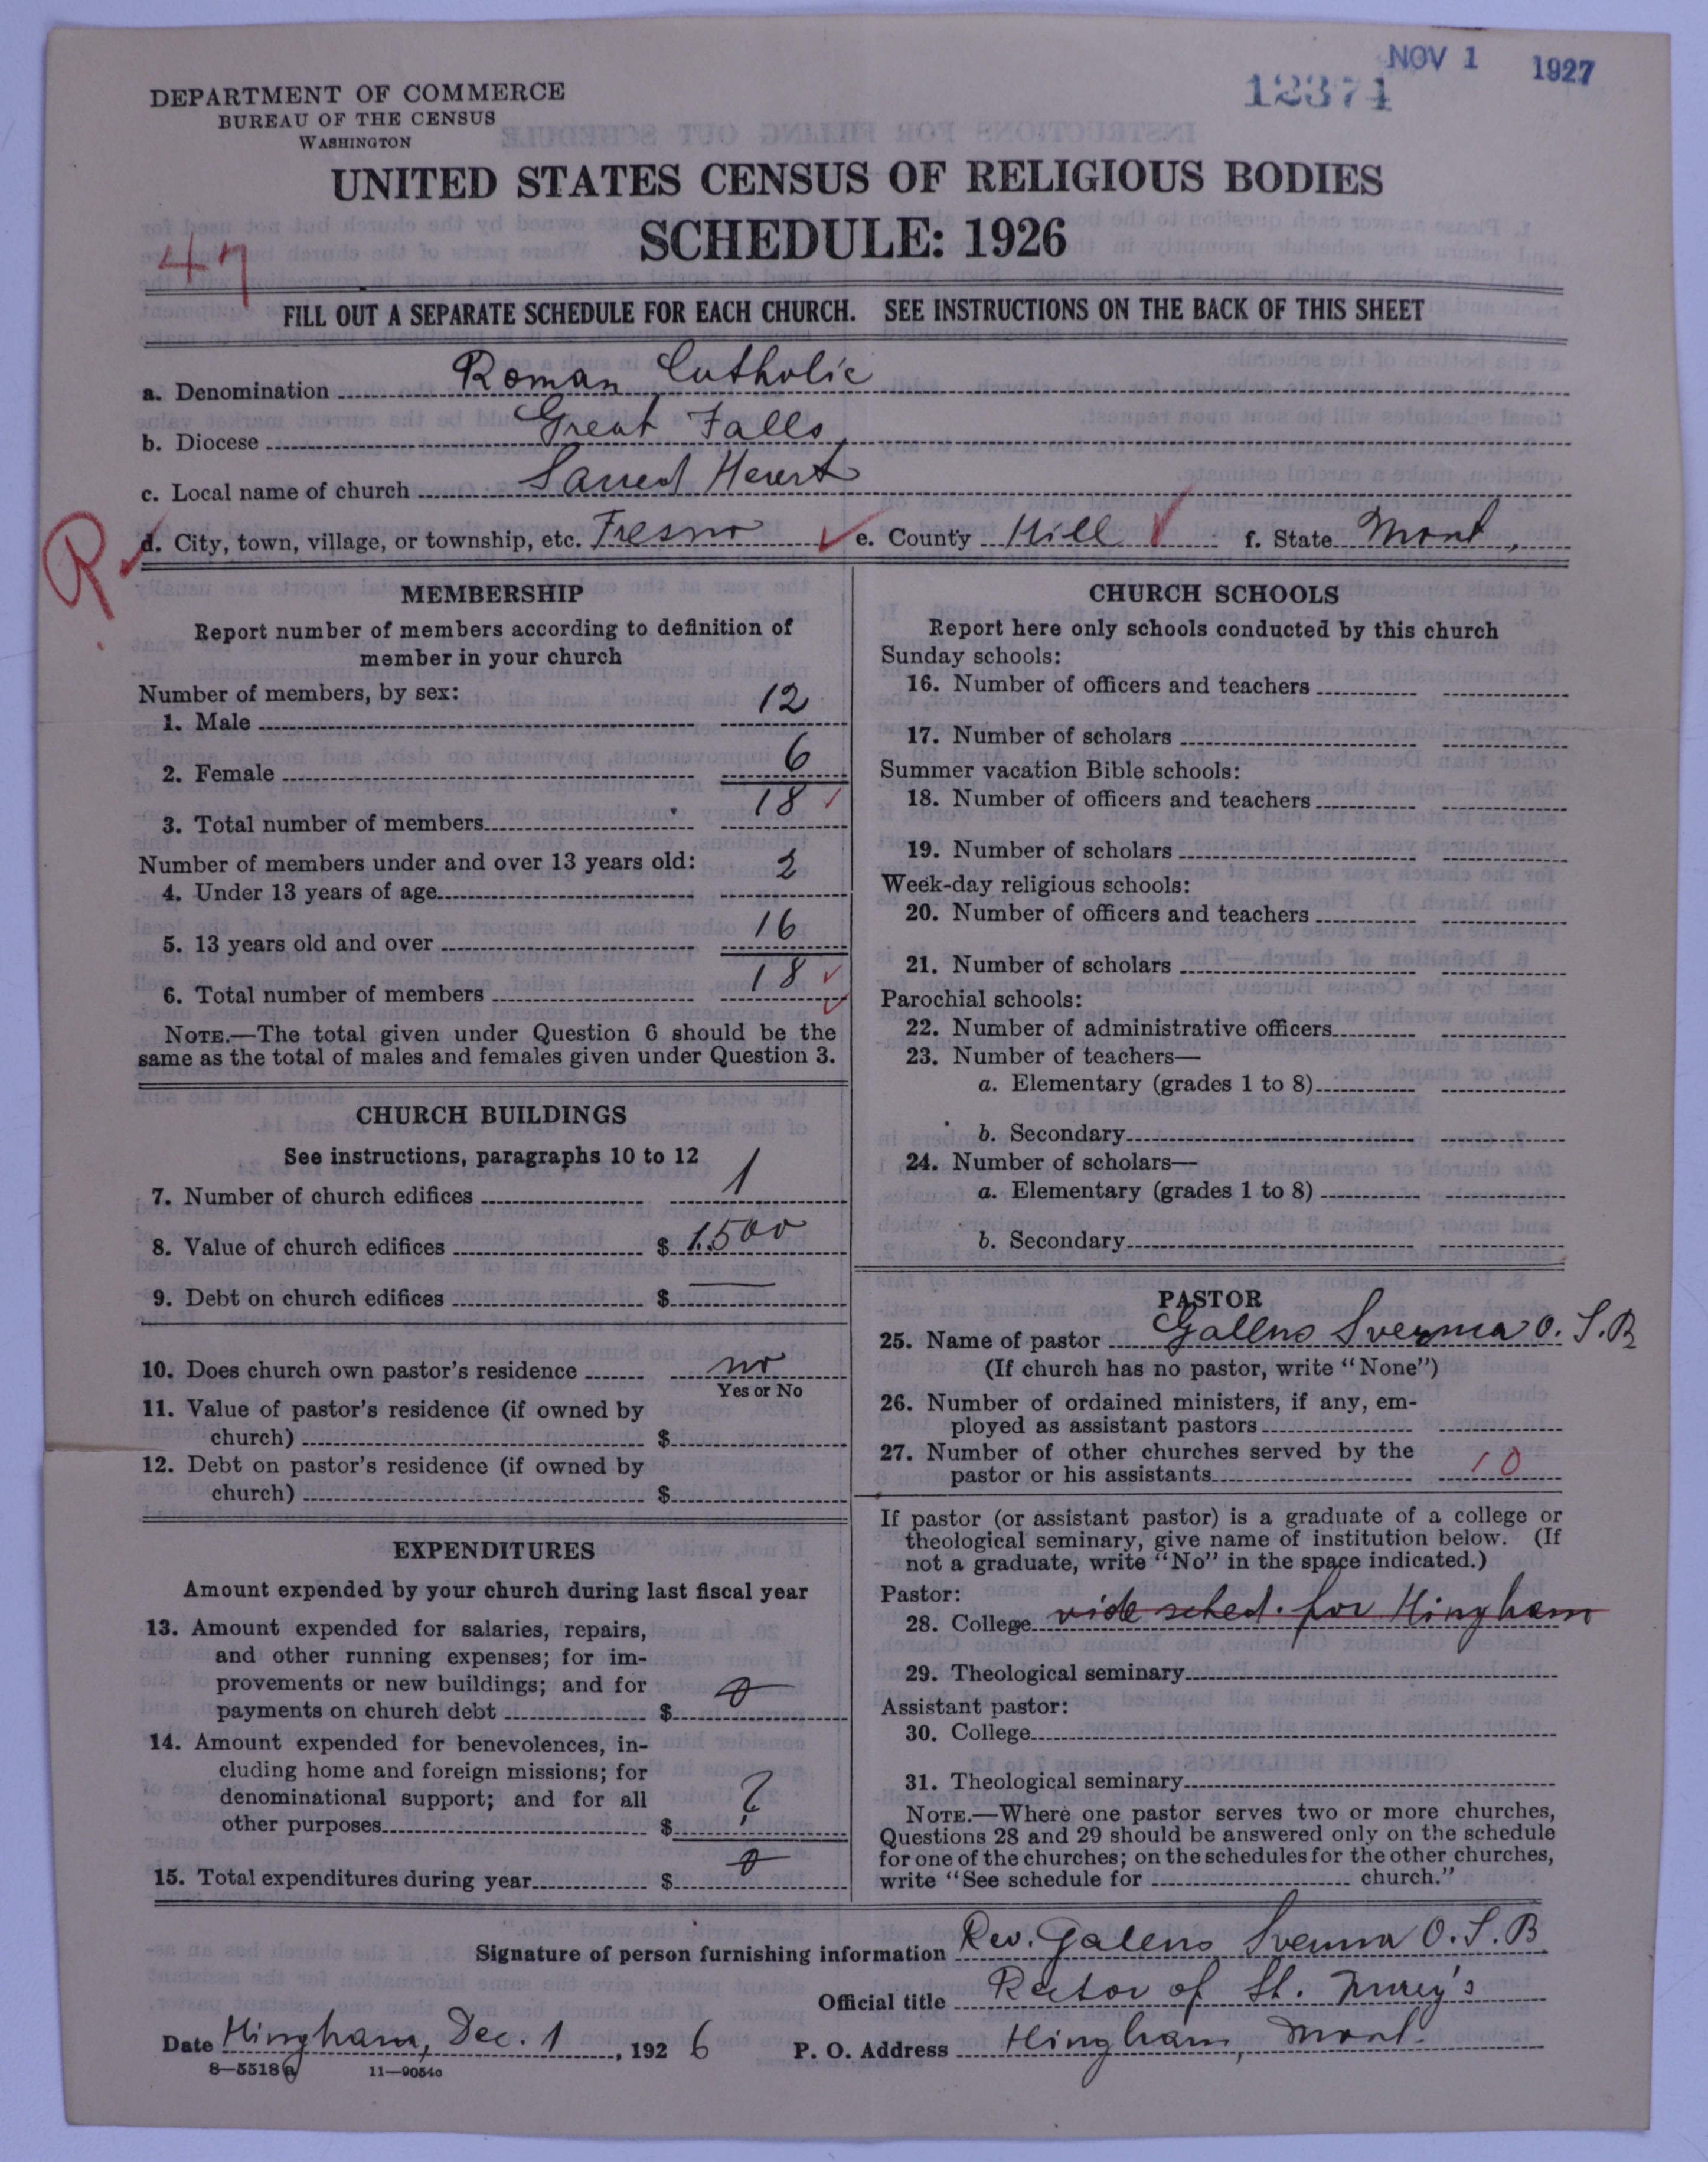 NOV 1 1927
12374
DEPARTMENT OF COMMERCE
BUREAU OF THE CENSUS
WASHINGTON
UNITED STATES CENSUS OF RELIGIOUS BODIES
SCHEDULE: 1926
47
FILL OUT A SEPARATE SCHEDULE FOR EACH CHURCH. SEE INSTRUCTIONS ON THE BACK OF THIS SHEET
a. Denomination Roman Catholic
b. Diocese Great Falls
c. Local name of church Sacred Heart
R
d. City, town, village, or township, etc. Fresno e. County Hill f. State Mont.
MEMBERSHIP
Report number of members according to definition of
member in your church
Number of members, by sex:
1. Male 12
2. Female 6
3. Total number of members 18
Number of members under and over 13 years old:
4. Under 13 years of age 2
5. 13 years old and over 16
6. Total number of members 18
NOTE.—The total given under Question 6 should be the
same as the total of males and females given under Question 3.
CHURCH BUILDINGS
See instructions, paragraphs 10 to 12
7. Number of church edifices 1
8. Value of church edifices $ 1500
9. Debt on church edifices $ —
10. Does church own pastor's residence no
Yes or No
11. Value of pastor's residence (if owned by
church) $
12. Debt on pastor's residence (if owned by
church) $
EXPENDITURES
Amount expended by your church during last fiscal year
13. Amount expended for salaries, repairs,
and other running expenses; for im-
provements or new buildings; and for
payments on church debt $ 0
14. Amount expended for benevolences, in-
cluding home and foreign missions; for
denominational support; and for all
other purposes $ ?
15. Total expenditures during year $ 0
CHURCH SCHOOLS
Report here only schools conducted by this church
Sunday schools:
16. Number of officers and teachers
17. Number of scholars
Summer vacation Bible schools:
18. Number of officers and teachers
19. Number of scholars
Week-day religious schools:
20. Number of officers and teachers
21. Number of scholars
Parochial schools:
22. Number of administrative officers
23. Number of teachers—
a. Elementary (grades 1 to 8)
b. Secondary
24. Number of scholars—
a. Elementary (grades 1 to 8)
b. Secondary
PASTOR
25. Name of pastor Galenus O. S. B
(If church has no pastor, write "None")
26. Number of ordained ministers, if any, em-
ployed as assistant pastors
27. Number of other churches served by the
pastor or his assistants 10
If pastor (or assistant pastor) is a graduate of a college or
theological seminary, give name of institution below. (If
not a graduate, write "No" in the space indicated.)
Pastor:
28. College vide sched. for Hingham
29. Theological seminary
Assistant pastor:
30. College
31. Theological seminary
NOTE.—Where one pastor serves two or more churches,
Questions 28 and 29 should be answered only on the schedule
for one of the churches; on the schedules for the other churches,
write "See schedule for church."
Signature of person furnishing information Rev. Galenus O. S. B.
Official title Rector of St. Mary's
Date Hingham, Dec. 1, 1926 P. O. Address Hingham, Mont.
8—5518a 11—9054o